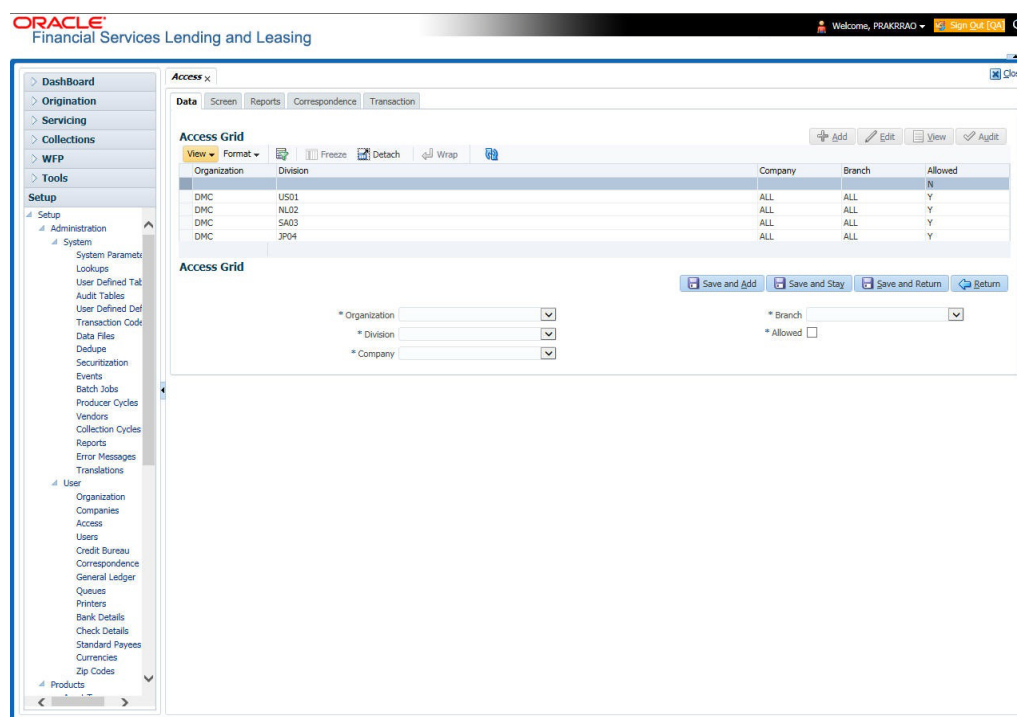 ORACLE
Financial Services Lending and Leasing
Welcome, PRAKRRAO
Sign Out [QA]
DashBoard
Origination
Servicing
Collections
WFP
Tools
Setup
Setup
Administration
System
System Paramete
Lookups
User Defined Tab
Audit Tables
User Defined Def
Transaction Code
Data Files
Dedupe
Securitization
Events
Batch Jobs
Producer Cycles
Vendors
Collection Cycles
Reports
Error Messages
Translations
User
Organization
Companies
Access
Users
Credit Bureau
Correspondence
General Ledger
Queues
Printers
Bank Details
Check Details
Standard Payees
Currencies
Zip Codes
Products
Access x
Clos
Data Screen Reports Correspondence Transaction
Access Grid
Add Edit View Audit
View Format Freeze Detach Wrap
Organization Division Company Branch Allowed
N
DMC US01 ALL ALL Y
DMC NL02 ALL ALL Y
DMC SA03 ALL ALL Y
DMC JP04 ALL ALL Y
Access Grid
Save and Add Save and Stay Save and Return Return
* Organization
* Division
* Company
* Branch
* Allowed